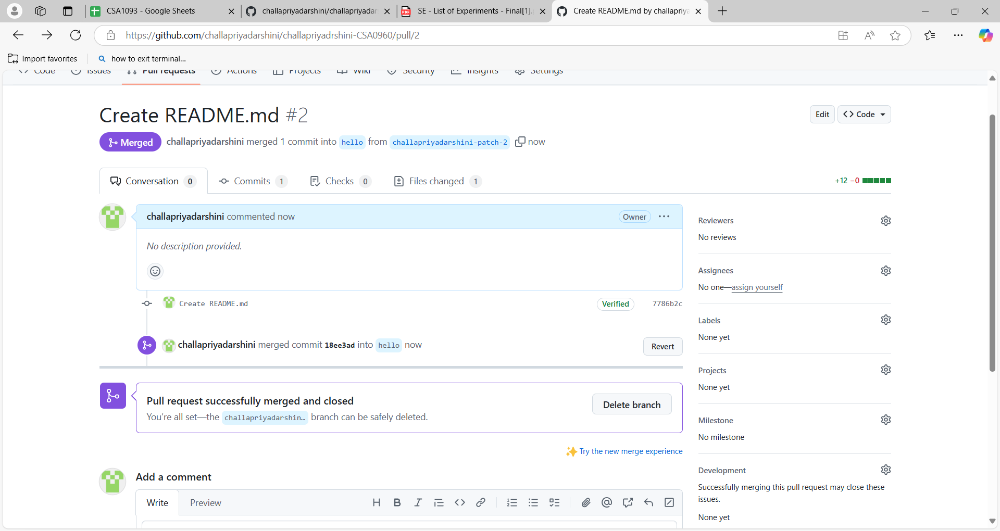 CSA1093 - Google Sheets
challapriyadarshini/challapriyadar
SE - List of Experiments - Final[1].
Create README.md by challapriya
https://github.com/challapriyadarshini/challapriyadrshini-CSA0960/pull/2
Import favorites
how to exit terminal...
Code
Issues
Pull requests
Actions
Projects
Wiki
Security
Insights
Settings
Create README.md #2
Edit
Code
Merged
challapriyadarshini merged 1 commit into hello from challapriyadarshini-patch-2 now
Conversation 0
Commits 1
Checks 0
Files changed 1
+12 −0
challapriyadarshini commented now
Owner
No description provided.
Create README.md
Verified
7786b2c
challapriyadarshini merged commit 18ee3ad into hello now
Revert
Pull request successfully merged and closed
You're all set—the challapriyadarshin… branch can be safely deleted.
Delete branch
Try the new merge experience
Add a comment
Write
Preview
Reviewers
No reviews
Assignees
No one—assign yourself
Labels
None yet
Projects
None yet
Milestone
No milestone
Development
Successfully merging this pull request may close these
issues.
None yet